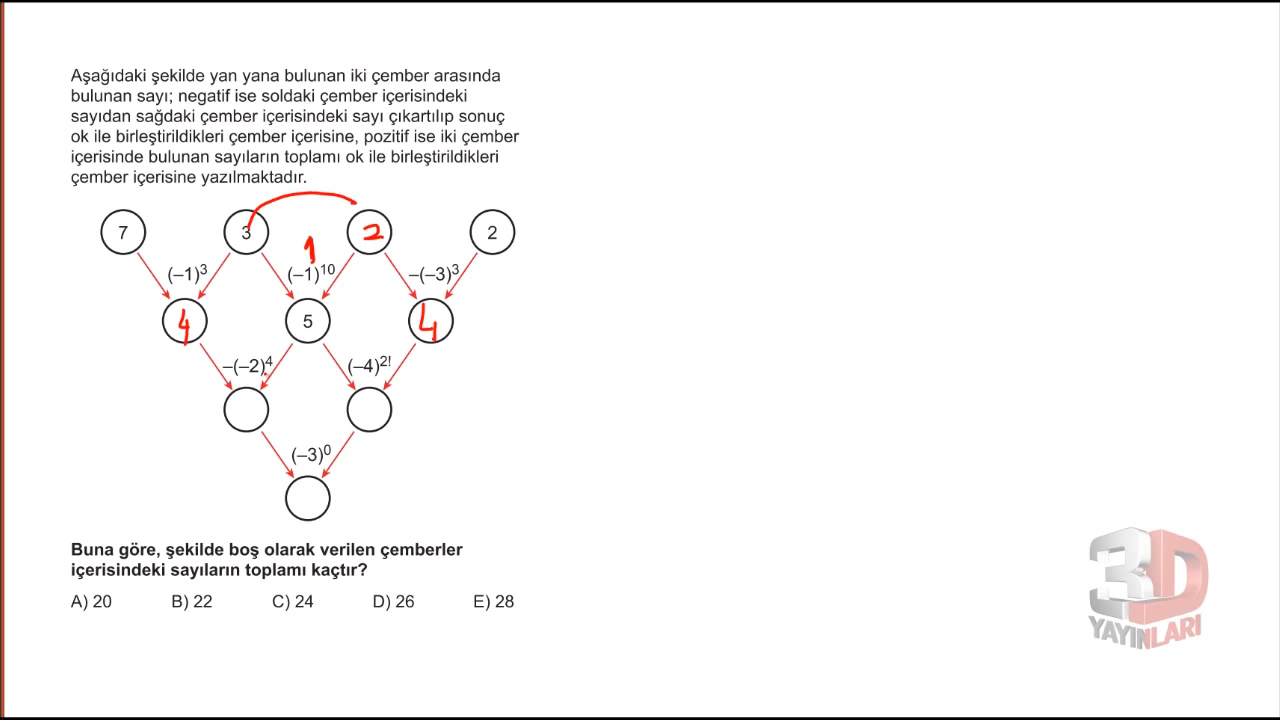 Aşağıdaki şekilde yan yana bulunan iki çember arasında
bulunan sayı; negatif ise soldaki çember içerisindeki
sayıdan sağdaki çember içerisindeki sayı çıkartılıp sonuç
ok ile birleştirildikleri çember içerisine, pozitif ise iki çember
içerisinde bulunan sayıların toplamı ok ile birleştirildikleri
çember içerisine yazılmaktadır.
7 3 2 2
1
(–1)³ (–1)¹⁰ –(–3)³
4 5 4
–(–2)⁴ (–4)²!
(–3)⁰
Buna göre, şekilde boş olarak verilen çemberler
içerisindeki sayıların toplamı kaçtır?
A) 20 B) 22 C) 24 D) 26 E) 28
3D
YAYINLARI